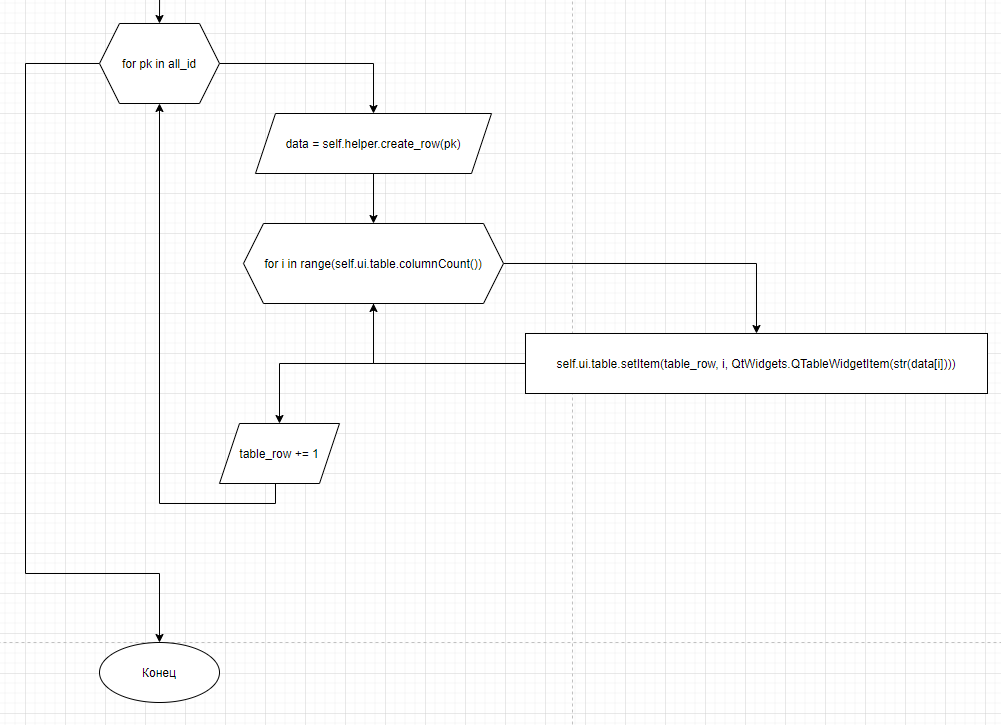 for pk in all_id
data = self.helper.create_row(pk)
for i in range(self.ui.table.columnCount())
self.ui.table.setItem(table_row, i, QtWidgets.QTableWidgetItem(str(data[i])))
table_row += 1
Конец